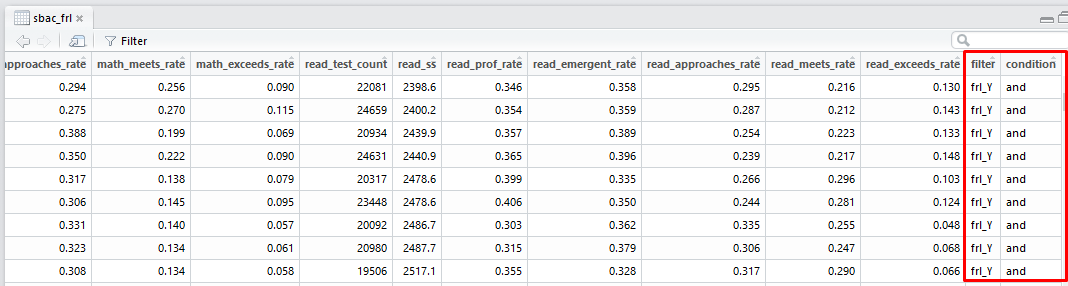 sbac_frl
Filter
approaches_rate math_meets_rate math_exceeds_rate read_test_count read_ss read_prof_rate read_emergent_rate read_approaches_rate read_meets_rate read_exceeds_rate filter condition
0.294 0.256 0.090 22081 2398.6 0.346 0.358 0.295 0.216 0.130 frl_Y and
0.275 0.270 0.115 24659 2400.2 0.354 0.359 0.287 0.212 0.143 frl_Y and
0.388 0.199 0.069 20934 2439.9 0.357 0.389 0.254 0.223 0.133 frl_Y and
0.350 0.222 0.090 24631 2440.9 0.365 0.396 0.239 0.217 0.148 frl_Y and
0.317 0.138 0.079 20317 2478.6 0.399 0.335 0.266 0.296 0.103 frl_Y and
0.306 0.145 0.095 23448 2478.6 0.406 0.350 0.244 0.281 0.124 frl_Y and
0.331 0.140 0.057 20092 2486.7 0.303 0.362 0.335 0.255 0.048 frl_Y and
0.323 0.134 0.061 20980 2487.7 0.315 0.379 0.306 0.247 0.068 frl_Y and
0.308 0.134 0.058 19506 2517.1 0.355 0.328 0.317 0.290 0.066 frl_Y and